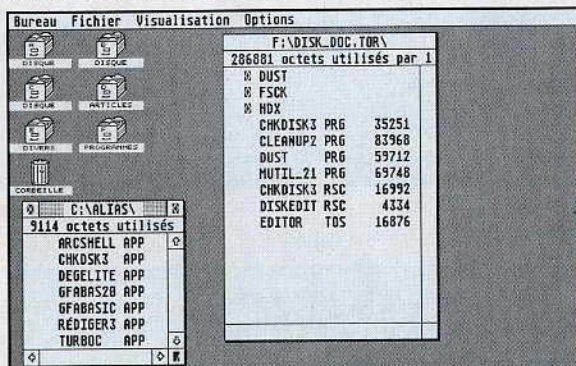 Bureau Fichier Visualisation Options
DISQUE DISQUE
DISQUE ARTICLES
DIVERS PROGRAMMES
CORBEILLE
F:\DISK_DOC.TOR\
286881 octets utilisés par 1
DUST
FSCK
HDX
CHKDISK3 PRG 35251
CLEANUP2 PRG 83968
DUST PRG 59712
MUTIL_21 PRG 69748
CHKDISK3 RSC 16992
DISKEDIT RSC 4334
EDITOR TOS 16876
C:\ALIAS\
9114 octets utilisés
ARCSHELL APP
CHKDSK3 APP
DEGELITE APP
GFABAS20 APP
GFABASIC APP
RÉDIGER3 APP
TURBOC APP